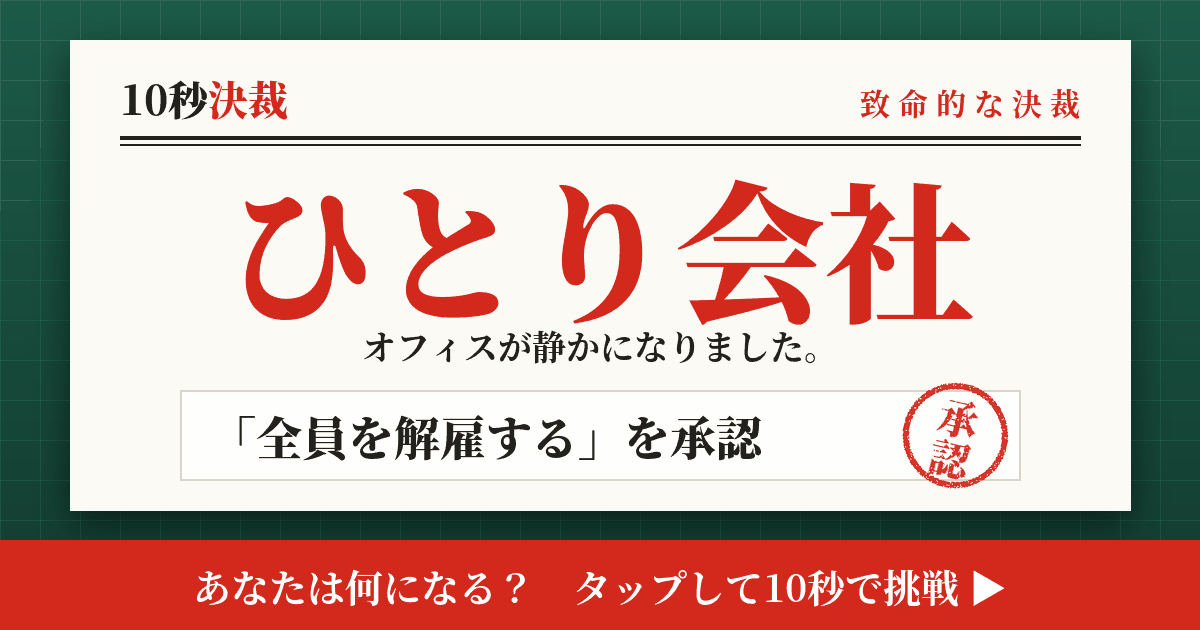 10秒決裁
致命的な決裁
ひとり会社
オフィスが静かになりました。
「全員を解雇する」を承認
承認
あなたは何になる？　タップして10秒で挑戦 ▶